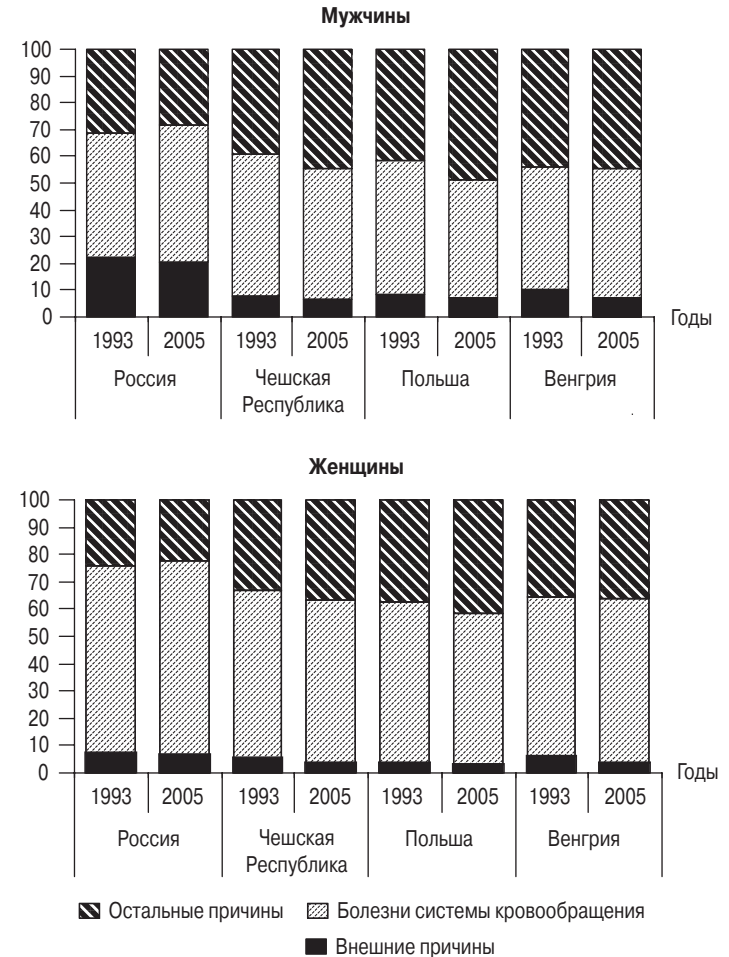 Мужчины
100
90
80
70
60
50
40
30
20
10
0
Годы
1993 2005 1993 2005 1993 2005 1993 2005
Россия Чешская Республика Польша Венгрия
Женщины
100
90
80
70
60
50
40
30
20
10
0
Годы
1993 2005 1993 2005 1993 2005 1993 2005
Россия Чешская Республика Польша Венгрия
Остальные причины Болезни системы кровообращения
Внешние причины